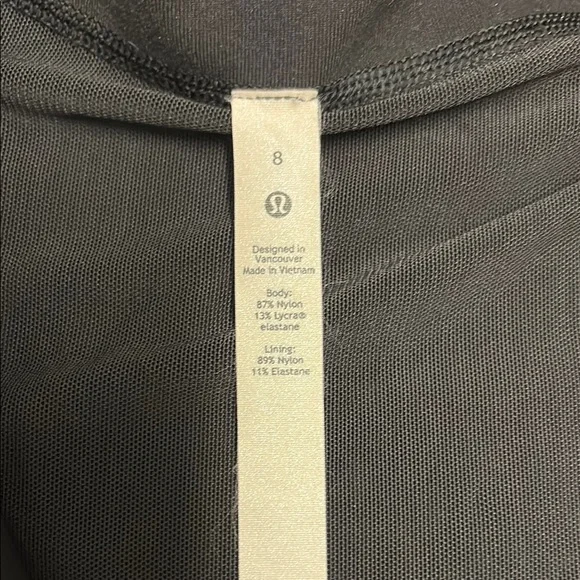 8
Designed in
Vancouver
Made in Vietnam
Body:
87% Nylon
13% Lycra®
elastane
Lining:
89% Nylon
11% Elastane